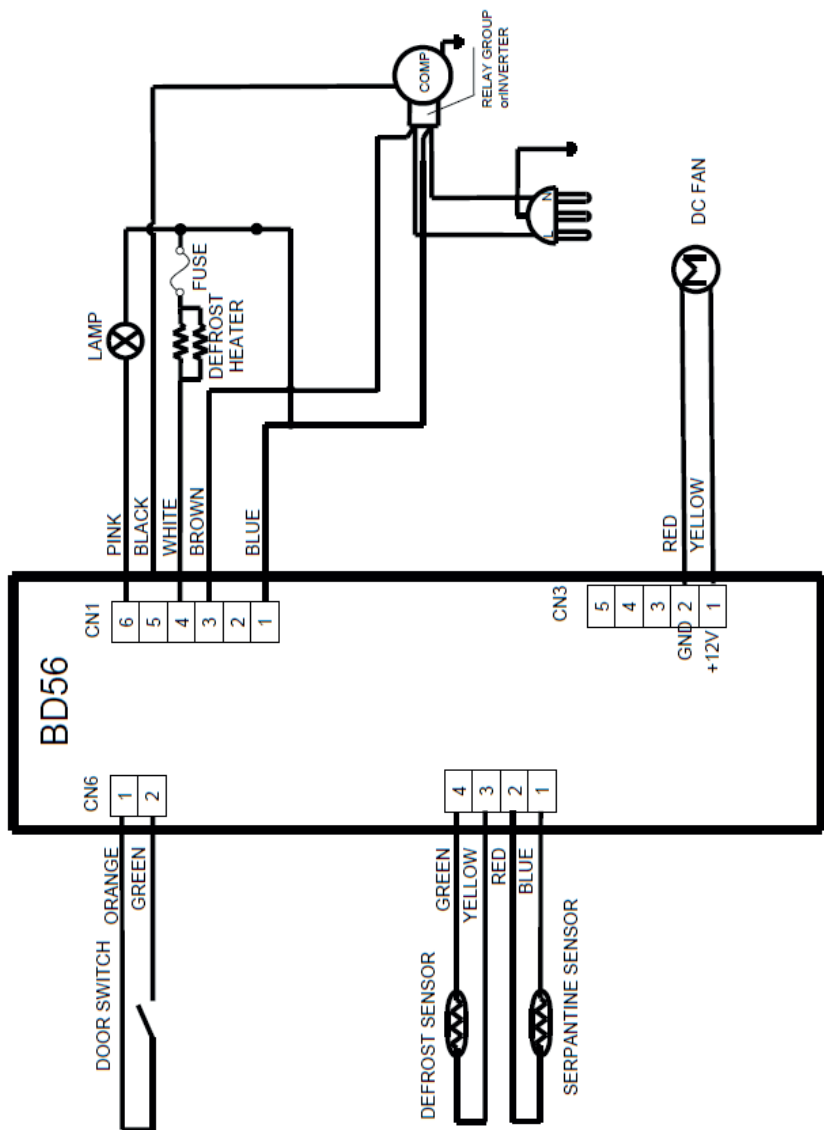 BD56
CN6
1
2
ORANGE
GREEN
DOOR SWITCH
4
3
2
1
GREEN
YELLOW
RED
BLUE
DEFROST SENSOR
SERPANTINE SENSOR
CN1
6
5
4
3
2
1
PINK
BLACK
WHITE
BROWN
BLUE
LAMP
FUSE
DEFROST
HEATER
COMP
RELAY GROUP
orINVERTER
N
L
CN3
5
4
3
2
1
GND
+12V
RED
YELLOW
M
DC FAN